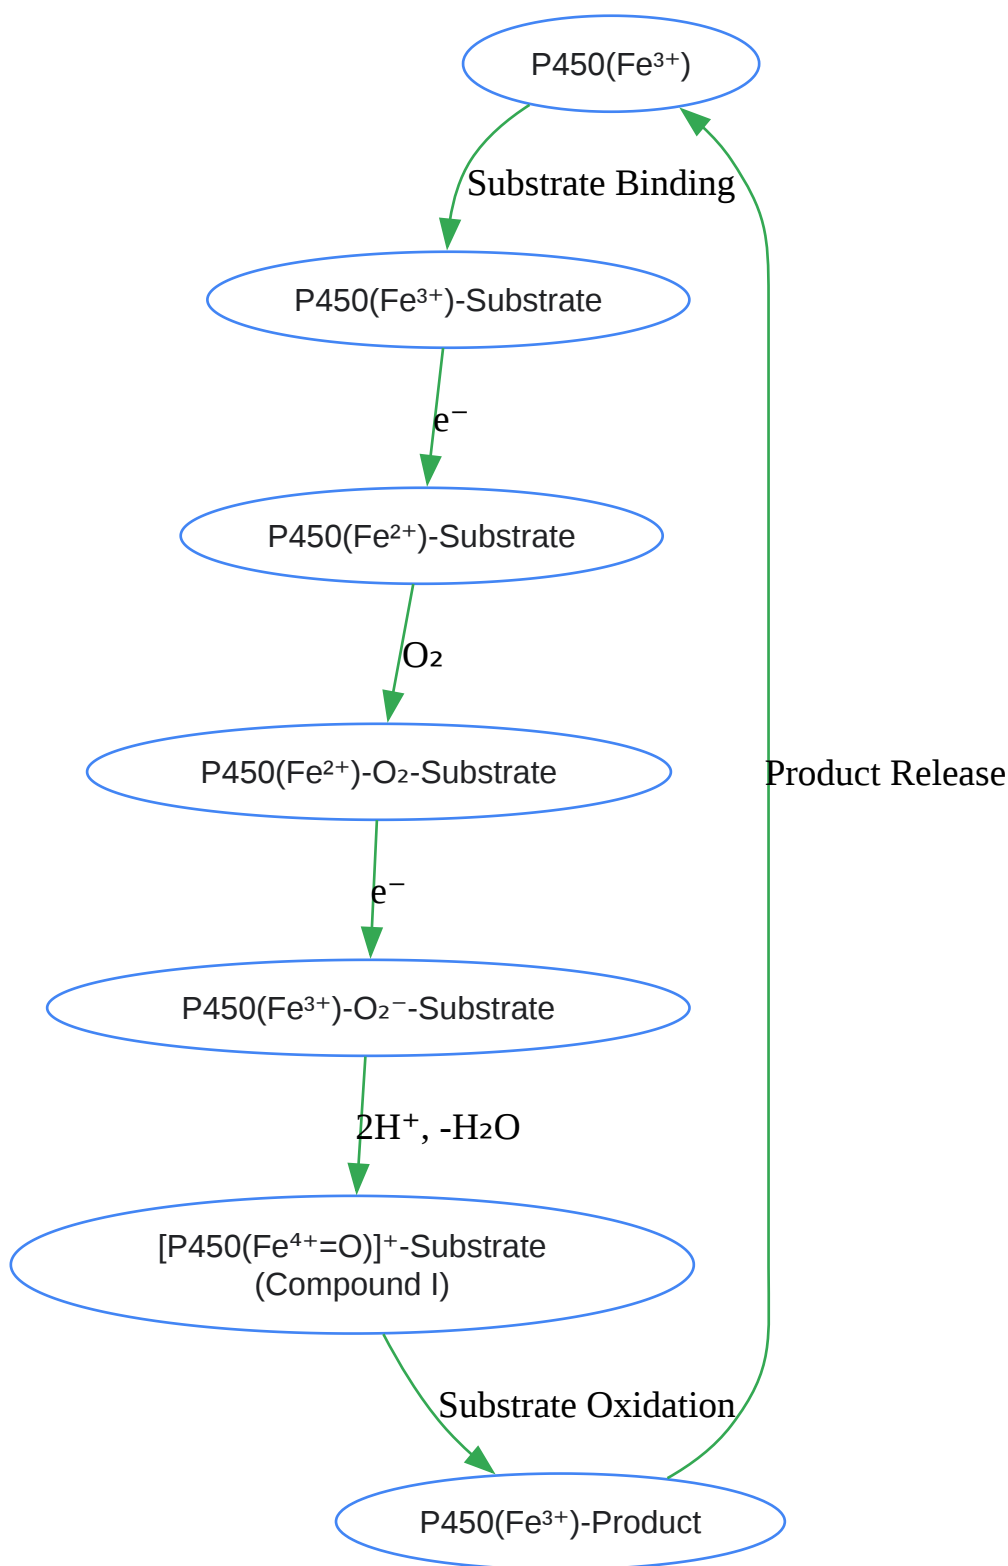 P450(Fe³⁺)
Substrate Binding
P450(Fe³⁺)-Substrate
e⁻
P450(Fe²⁺)-Substrate
O₂
P450(Fe²⁺)-O₂-Substrate
Product Release
e⁻
P450(Fe³⁺)-O₂⁻-Substrate
2H⁺, -H₂O
[P450(Fe⁴⁺=O)]⁺-Substrate
(Compound I)
Substrate Oxidation
P450(Fe³⁺)-Product